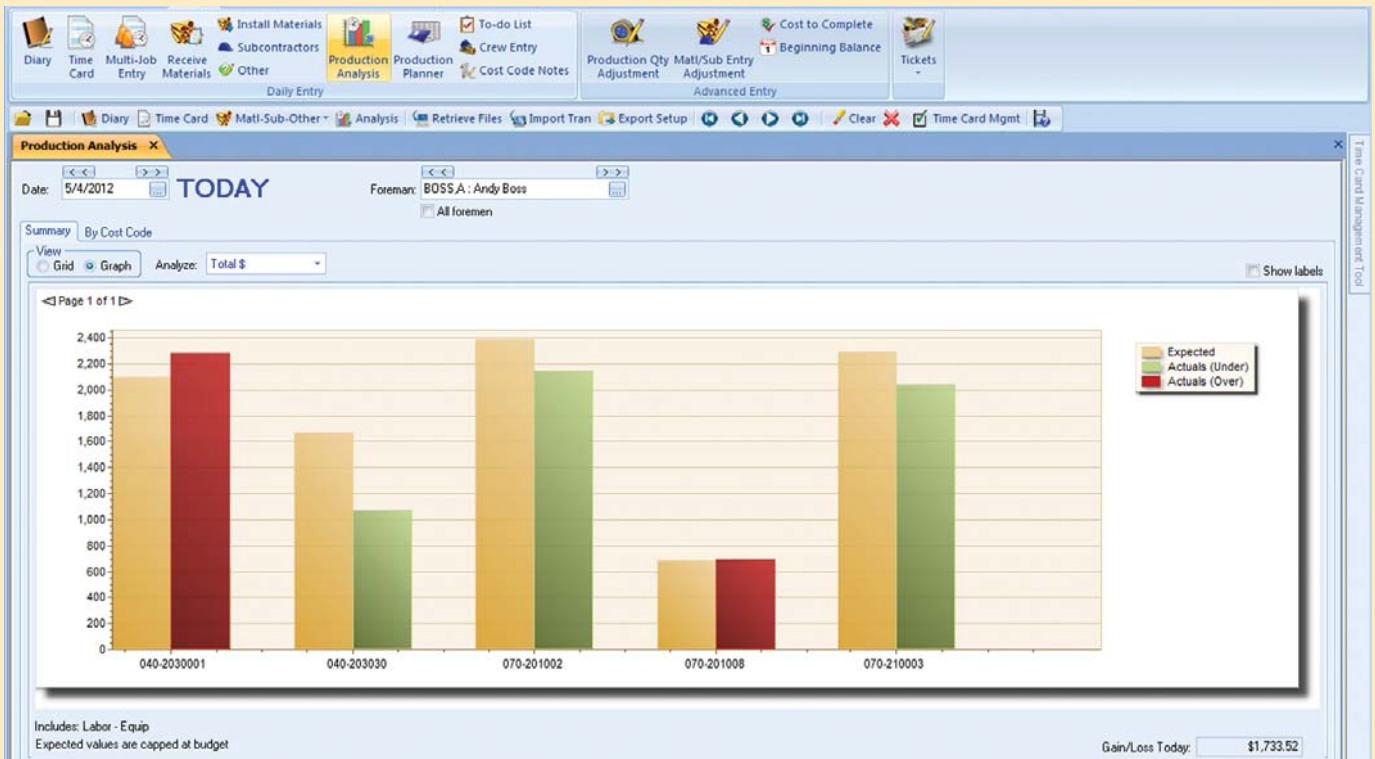 Diary
Time Card
Multi-Job Entry
Receive Materials
Install Materials
Subcontractors
Other
Production Analysis
Production Planner
To-do List
Crew Entry
Cost Code Notes
Daily Entry
Production Qty Adjustment
Matl/Sub Entry Adjustment
Cost to Complete
Beginning Balance
Advanced Entry
Tickets
Diary Time Card Matl-Sub-Other Analysis Retrieve Files Import Tran Export Setup Clear Time Card Mgmt
Production Analysis X
Time Card Management Tool
Date: 5/4/2012 TODAY Foreman: BOSS,A : Andy Boss
All foremen
Summary By Cost Code
View
Grid Graph Analyze: Total $
Show labels
Page 1 of 1
2,400
2,200
2,000
1,800
1,600
1,400
1,200
1,000
800
600
400
200
0
040-2030001 040-203030 070-201002 070-201008 070-210003
Expected
Actuals (Under)
Actuals (Over)
Includes: Labor - Equip
Expected values are capped at budget
Gain/Loss Today: $1,733.52